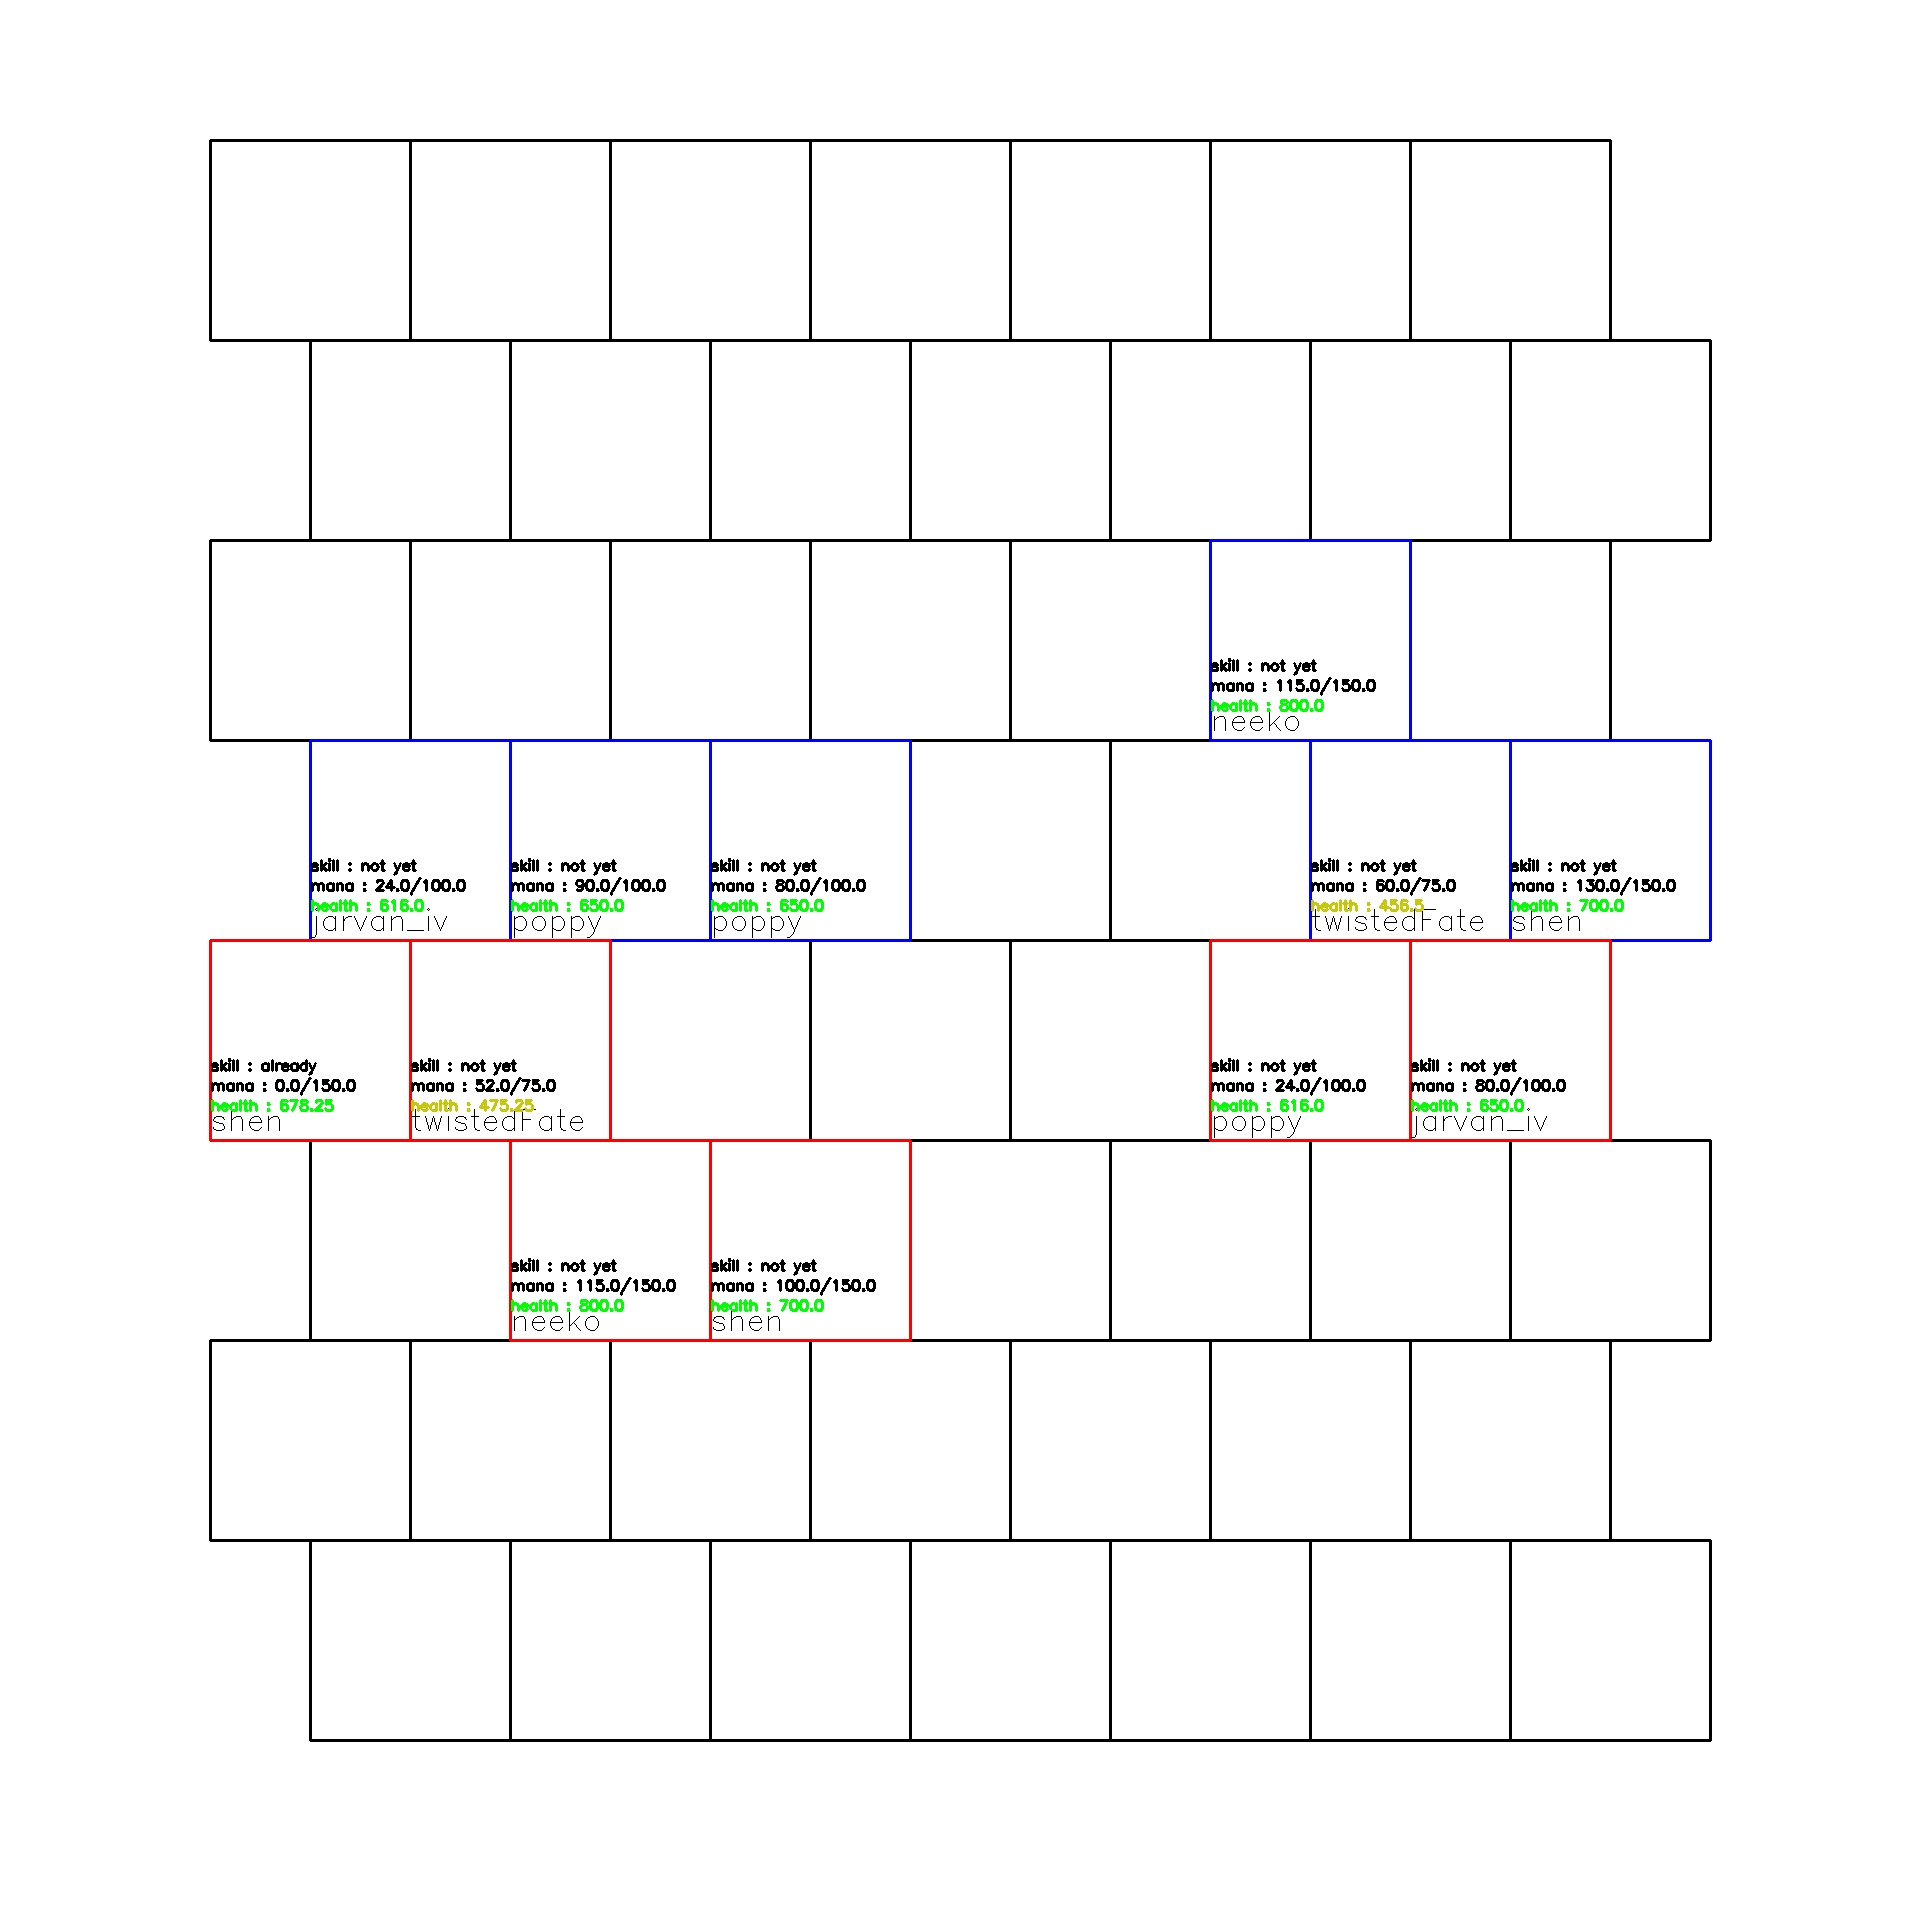 skill : not yet
mana : 115.0/150.0
health : 800.0
neeko
skill : not yet
mana : 24.0/100.0
health : 616.0
jarvan_iv
skill : not yet
mana : 90.0/100.0
health : 650.0
poppy
skill : not yet
mana : 80.0/100.0
health : 650.0
poppy
skill : not yet
mana : 60.0/75.0
health : 456.5
twistedFate
skill : not yet
mana : 130.0/150.0
health : 700.0
shen
skill : already
mana : 0.0/150.0
health : 678.25
shen
skill : not yet
mana : 52.0/75.0
health : 475.25
twistedFate
skill : not yet
mana : 24.0/100.0
health : 616.0
poppy
skill : not yet
mana : 80.0/100.0
health : 650.0
jarvan_iv
skill : not yet
mana : 115.0/150.0
health : 800.0
neeko
skill : not yet
mana : 100.0/150.0
health : 700.0
shen